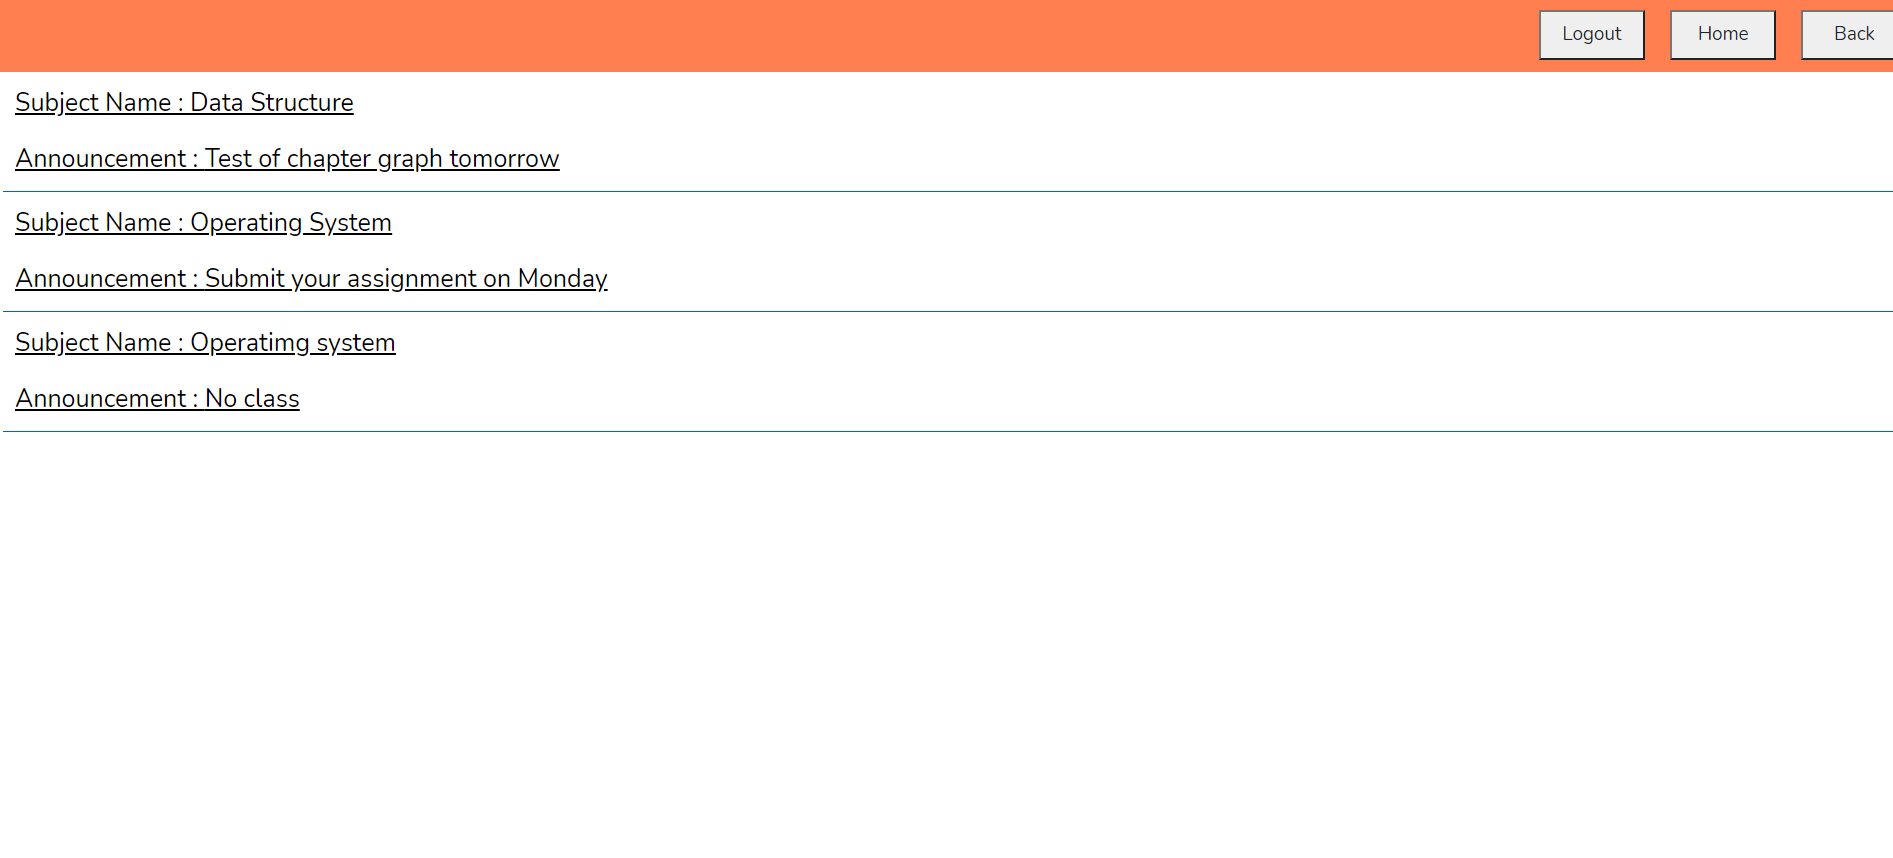 Logout Home Back
Subject Name : Data Structure
Announcement : Test of chapter graph tomorrow
Subject Name : Operating System
Announcement : Submit your assignment on Monday
Subject Name : Operatimg system
Announcement : No class